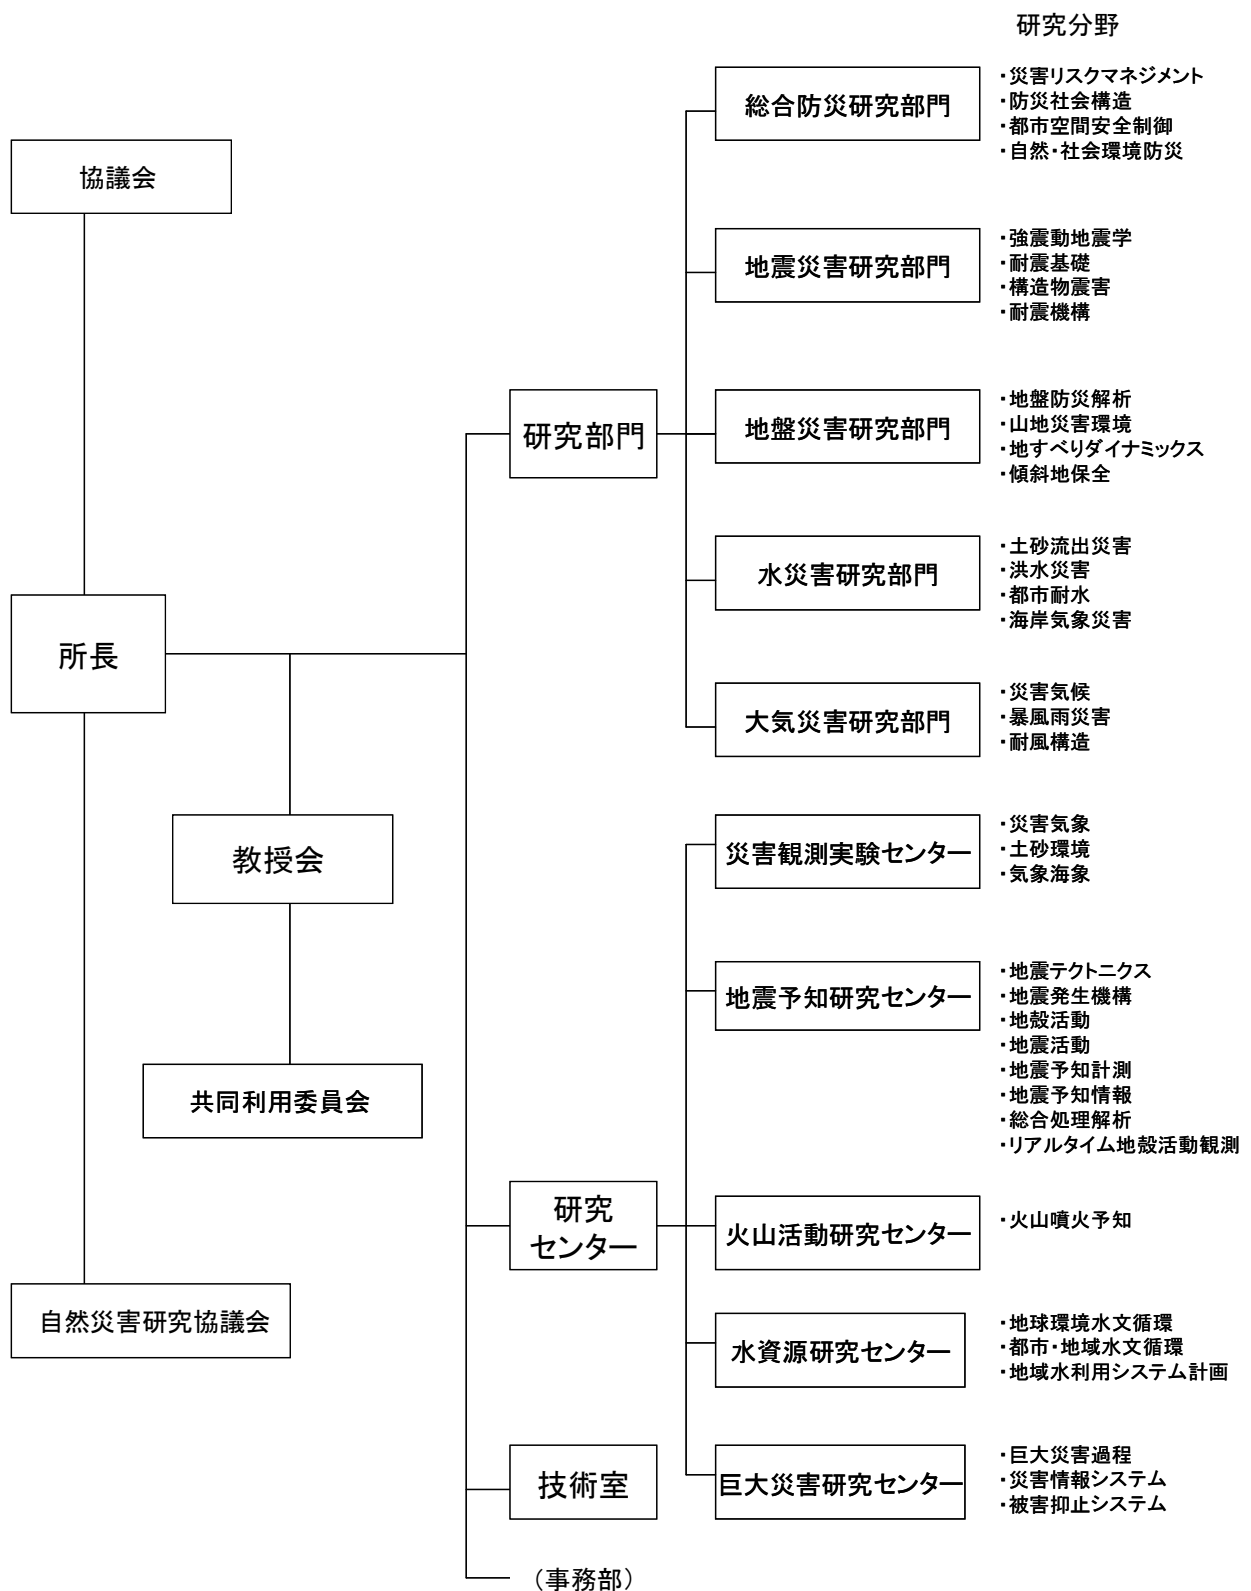 研究分野
総合防災研究部門
・災害リスクマネジメント
・防災社会構造
・都市空間安全制御
・自然・社会環境防災
協議会
地震災害研究部門
・強震動地震学
・耐震基礎
・構造物震害
・耐震機構
研究部門
地盤災害研究部門
・地盤防災解析
・山地災害環境
・地すべりダイナミックス
・傾斜地保全
水災害研究部門
・土砂流出災害
・洪水災害
・都市耐水
・海岸気象災害
所長
大気災害研究部門
・災害気候
・暴風雨災害
・耐風構造
教授会
災害観測実験センター
・災害気象
・土砂環境
・気象海象
地震予知研究センター
・地震テクトニクス
・地震発生機構
・地殻活動
・地震活動
・地震予知計測
・地震予知情報
・総合処理解析
・リアルタイム地殻活動観測
共同利用委員会
研究
センター
火山活動研究センター
・火山噴火予知
自然災害研究協議会
水資源研究センター
・地球環境水文循環
・都市・地域水文循環
・地域水利用システム計画
技術室
巨大災害研究センター
・巨大災害過程
・災害情報システム
・被害抑止システム
（事務部）